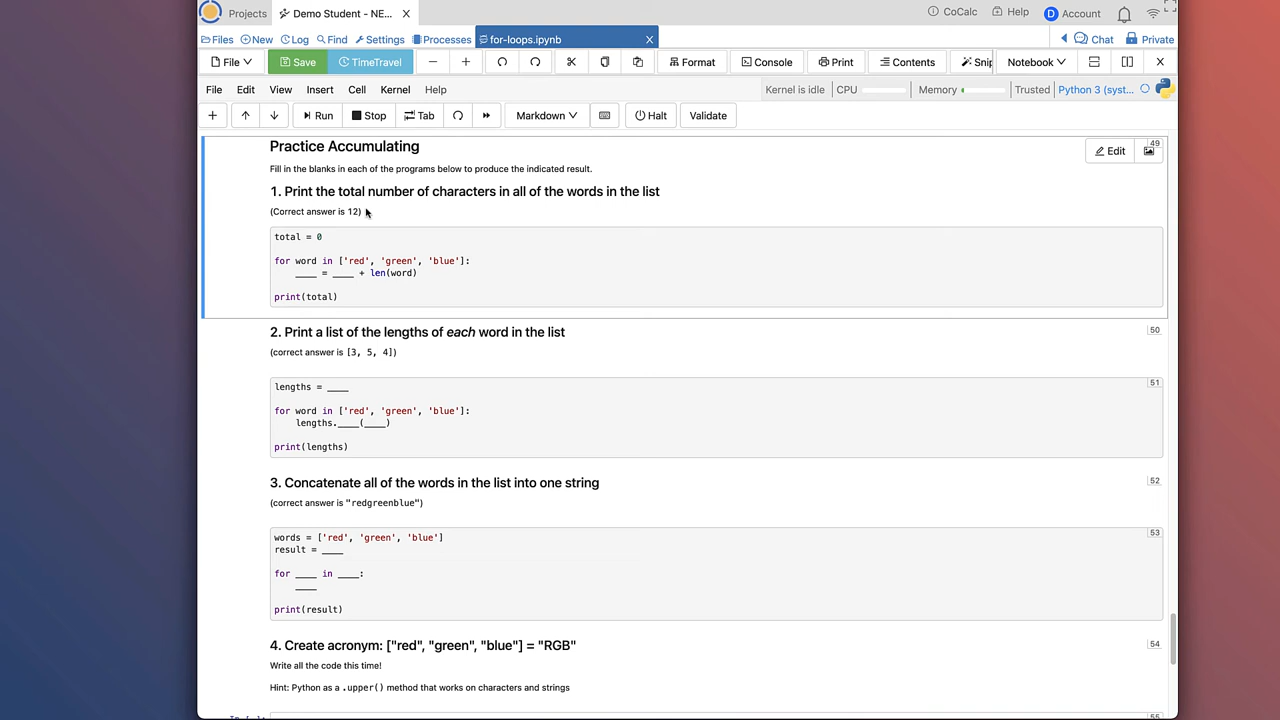 Projects
Demo Student - NE...
CoCalc
Help
Account
Files
New
Log
Find
Settings
Processes
for-loops.ipynb
Chat
Private
File
Save
TimeTravel
Format
Console
Print
Contents
Snip
Notebook
File Edit View Insert Cell Kernel Help
Kernel is idle
CPU
Memory
Trusted
Python 3 (syst...
Run
Stop
Tab
Markdown
Halt
Validate
Practice Accumulating
49
Edit
Fill in the blanks in each of the programs below to produce the indicated result.
1. Print the total number of characters in all of the words in the list
(Correct answer is 12)
total = 0
for word in ['red', 'green', 'blue']:
____ = ____ + len(word)
print(total)
2. Print a list of the lengths of each word in the list
50
(correct answer is [3, 5, 4])
lengths = ____
51
for word in ['red', 'green', 'blue']:
lengths.____(____)
print(lengths)
3. Concatenate all of the words in the list into one string
52
(correct answer is "redgreenblue")
words = ['red', 'green', 'blue']
53
result = ____
for ____ in ____:
____
print(result)
4. Create acronym: ["red", "green", "blue"] = "RGB"
54
Write all the code this time!
Hint: Python as a .upper() method that works on characters and strings